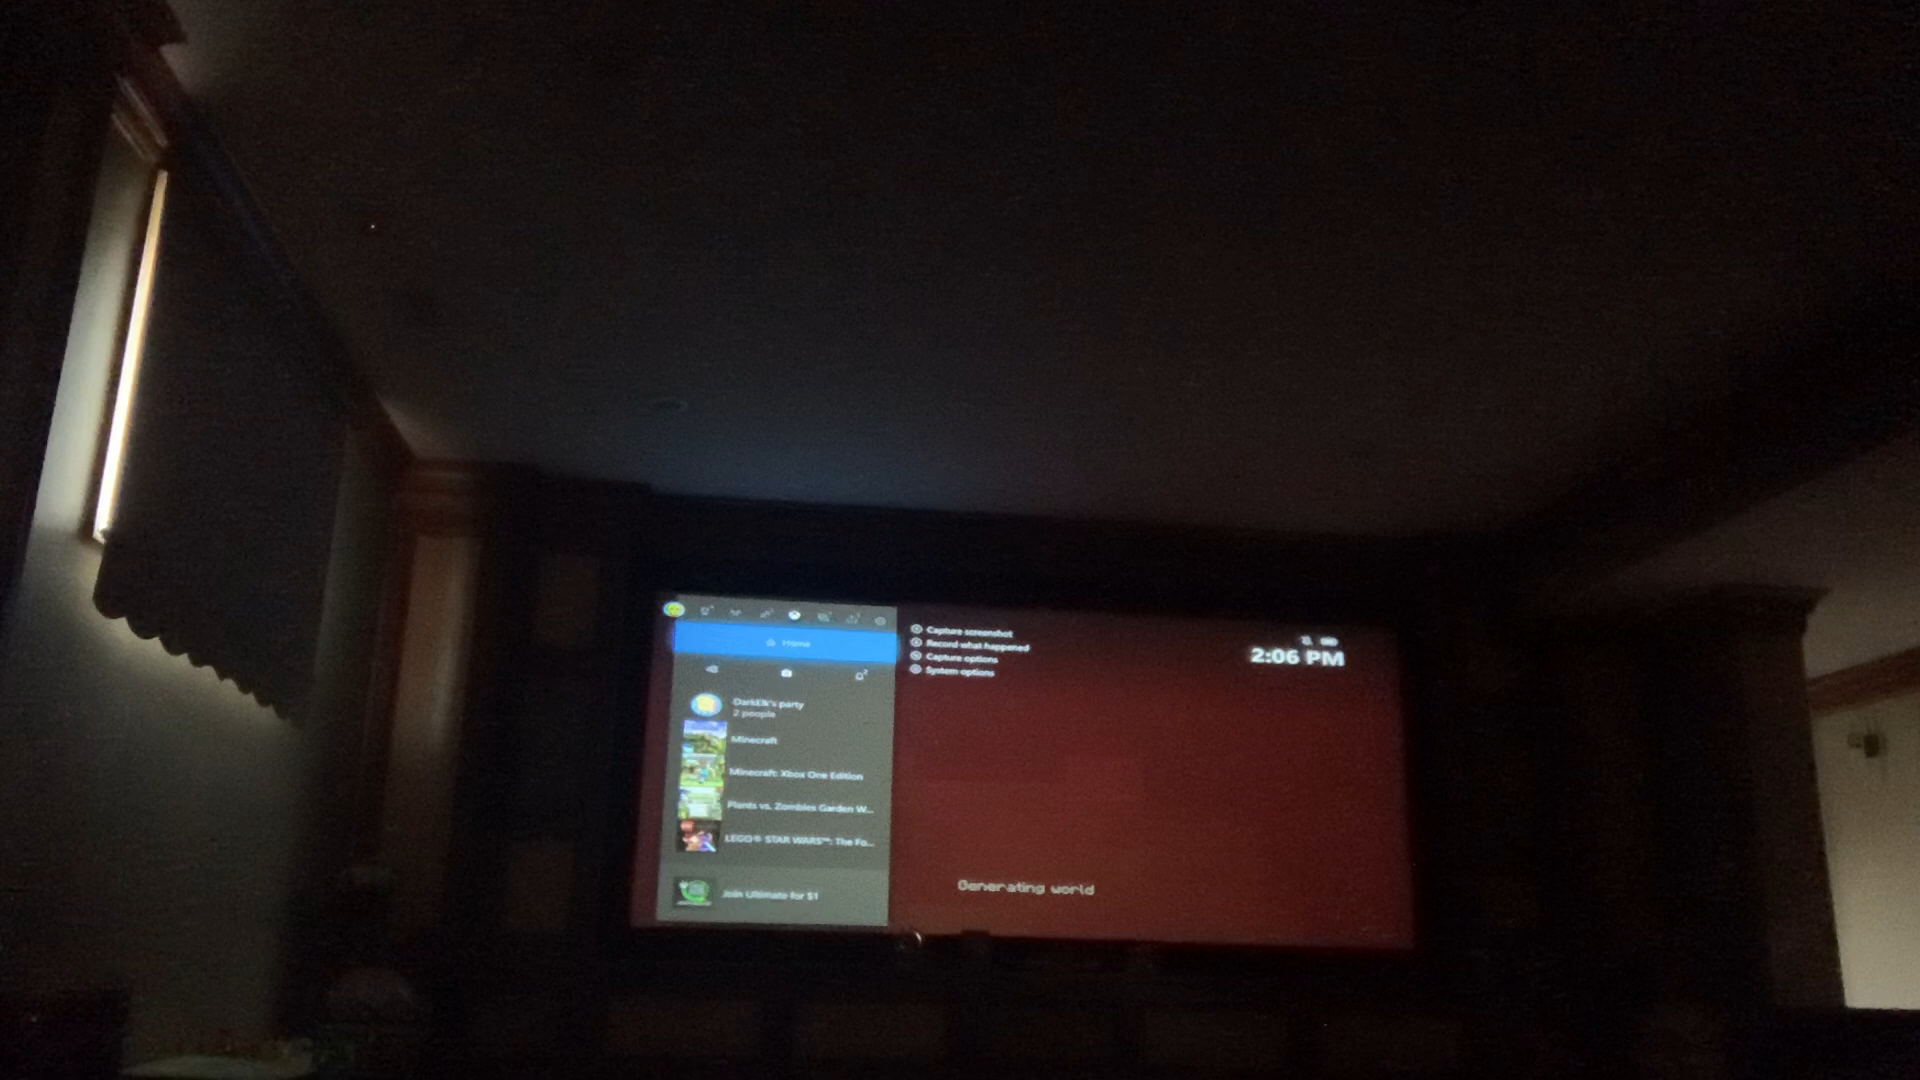 Home
DarkElk's party
2 people
Minecraft
Minecraft: Xbox One Edition
Plants vs. Zombies Garden W...
LEGO® STAR WARS™: The Fo...
Join Ultimate for $1
Capture screenshot
Record what happened
Capture options
System options
2:06 PM
Generating world